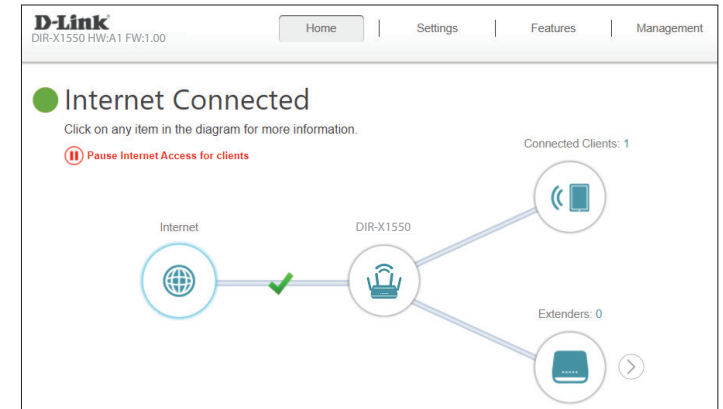 D-Link
DIR-X1550 HW:A1 FW:1.00
Home
Settings
Features
Management
Internet Connected
Click on any item in the diagram for more information.
Pause Internet Access for clients
Connected Clients: 1
Internet
DIR-X1550
Extenders: 0